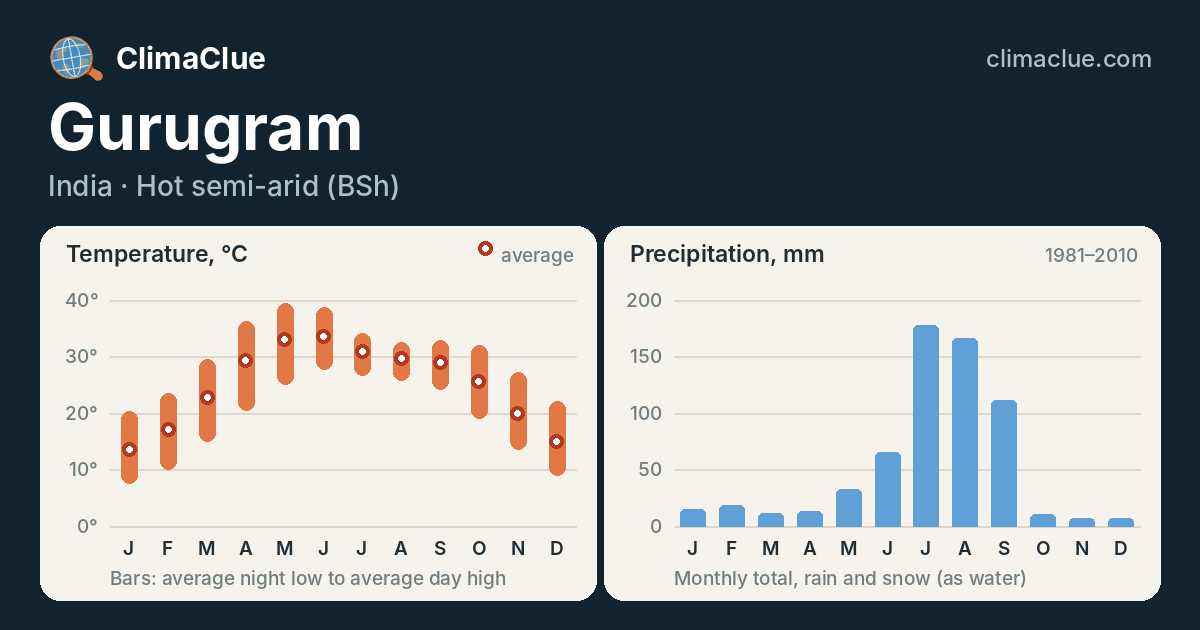 ClimaClue
climaclue.com
Gurugram
India · Hot semi-arid (BSh)
Temperature, °C
average
40°
30°
20°
10°
0°
J F M A M J J A S O N D
Bars: average night low to average day high
Precipitation, mm
1981–2010
200
150
100
50
0
J F M A M J J A S O N D
Monthly total, rain and snow (as water)